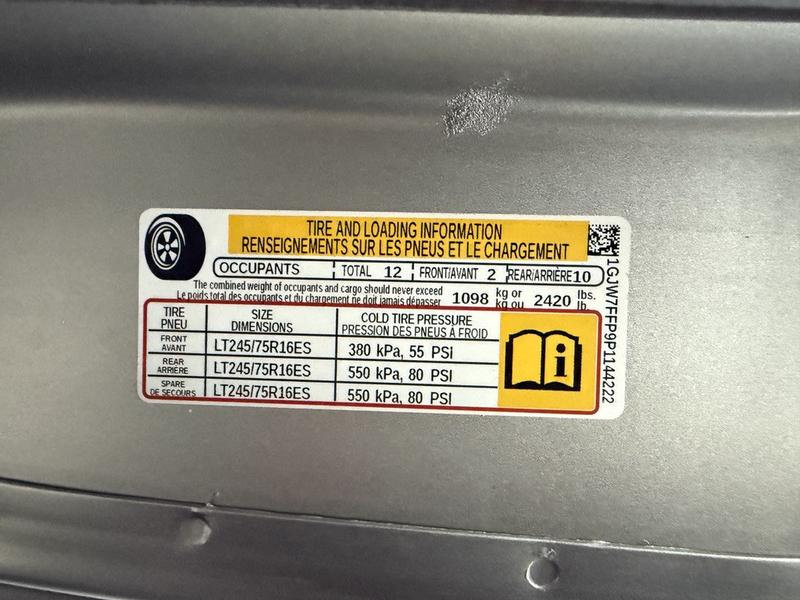 TIRE AND LOADING INFORMATION
RENSEIGNEMENTS SUR LES PNEUS ET LE CHARGEMENT
OCCUPANTS TOTAL 12 FRONT/AVANT 2 REAR/ARRIÈRE 10
The combined weight of occupants and cargo should never exceed
Le poids total des occupants et du chargement ne doit jamais dépasser
1098 kg or kg ou 2420 lbs. lb.
TIRE PNEU SIZE DIMENSIONS COLD TIRE PRESSURE PRESSION DES PNEUS À FROID
FRONT AVANT LT245/75R16ES 380 kPa, 55 PSI
REAR ARRIÈRE LT245/75R16ES 550 kPa, 80 PSI
SPARE DE SECOURS LT245/75R16ES 550 kPa, 80 PSI
i
1GJW7FFP9P1144222